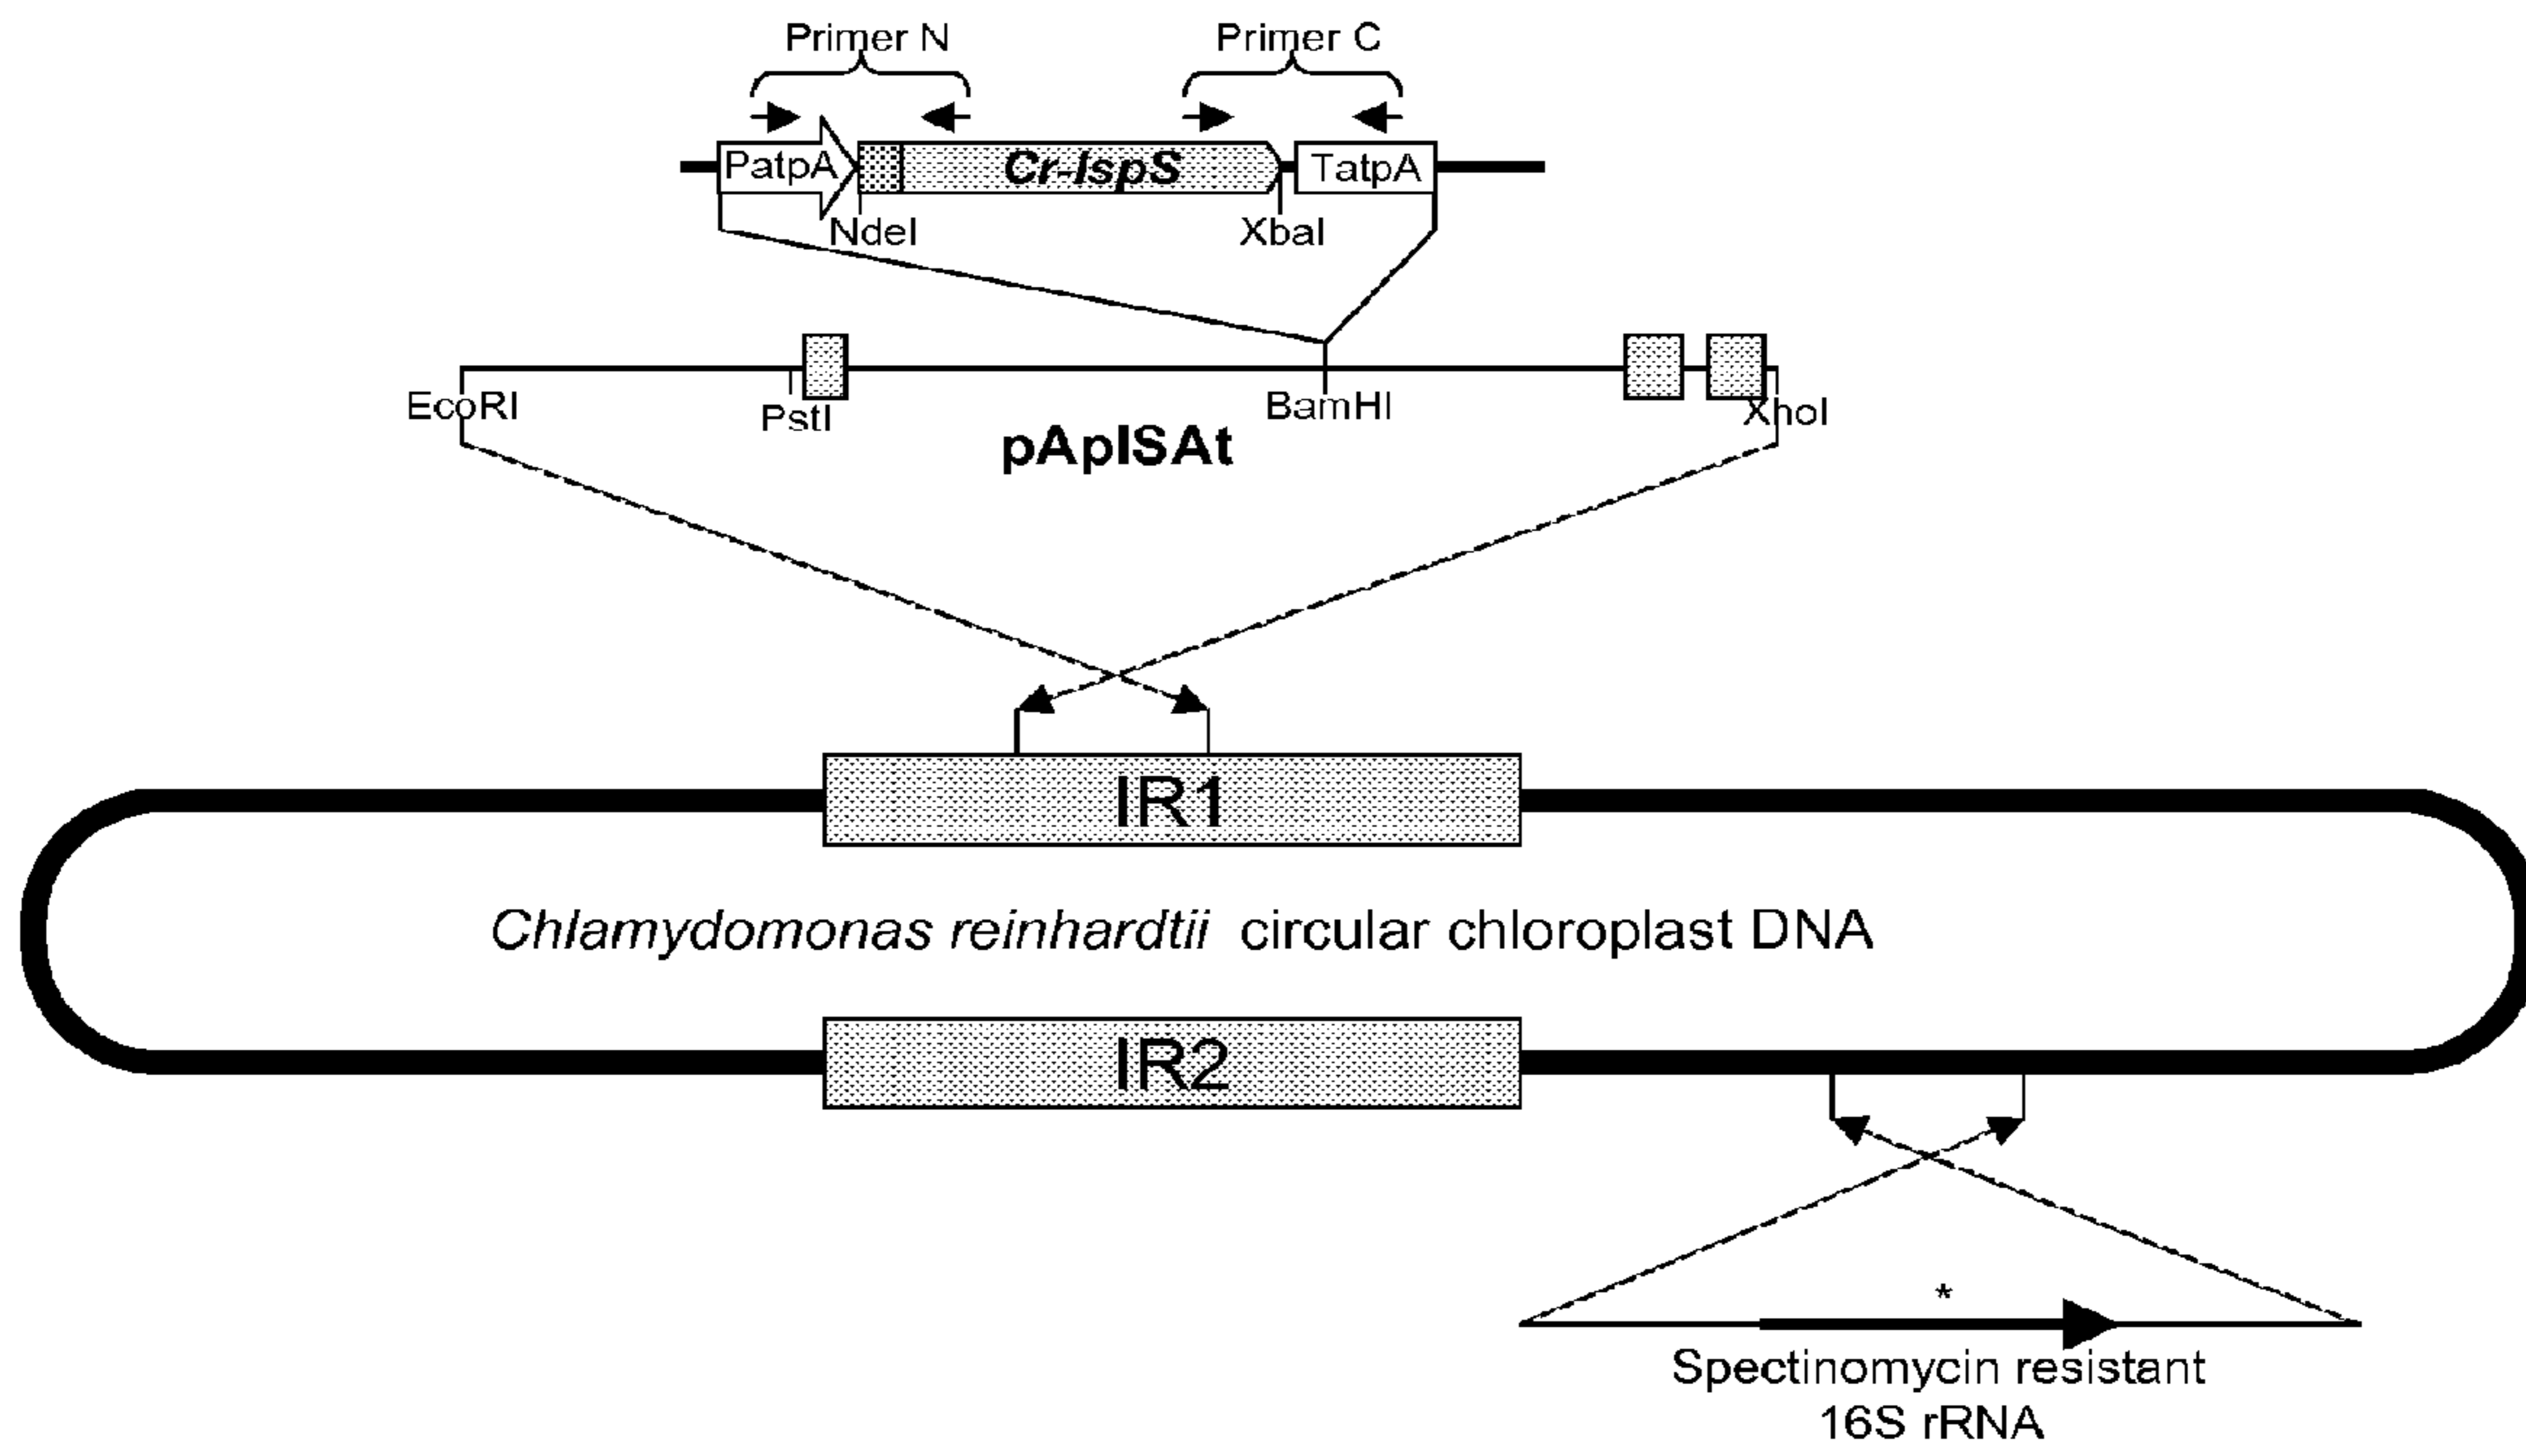 Primer N Primer C
PatpA Cr-IspS TatpA
NdeI XbaI
EcoRI PstI BamHI XhoI
pApISAt
IR1
Chlamydomonas reinhardtii circular chloroplast DNA
IR2
*
Spectinomycin resistant
16S rRNA